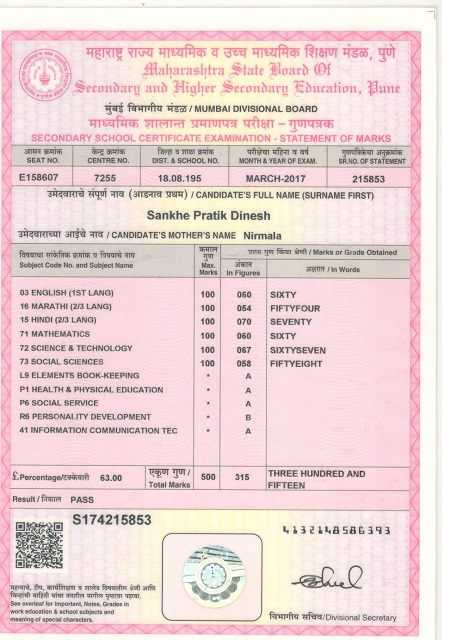 महाराष्ट्र राज्य माध्यमिक व उच्च माध्यमिक शिक्षण मंडळ, पुणे
Maharashtra State Board Of
Secondary and Higher Secondary Education, Pune
मुंबई विभागीय मंडळ / MUMBAI DIVISIONAL BOARD
माध्यमिक शालान्त प्रमाणपत्र परीक्षा – गुणपत्रक
SECONDARY SCHOOL CERTIFICATE EXAMINATION - STATEMENT OF MARKS
आसन क्रमांक केन्द्र क्रमांक जिल्हा व शाळा क्रमांक परीक्षेचा महिना व वर्ष गुणपत्रिकेचा अनुक्रमांक
SEAT NO. CENTRE NO. DIST. & SCHOOL NO. MONTH & YEAR OF EXAM. SR.NO. OF STATEMENT
E158607 7255 18.08.195 MARCH-2017 215853
उमेदवाराचे संपूर्ण नाव (आडनाव प्रथम) / CANDIDATE'S FULL NAME (SURNAME FIRST)
Sankhe Pratik Dinesh
उमेदवाराच्या आईचे नाव / CANDIDATE'S MOTHER'S NAME Nirmala
विषयाचा सांकेतिक क्रमांक व विषयाचे नाव
Subject Code No. and Subject Name
कमाल गुण
Max. Marks
प्राप्त गुण किंवा श्रेणी / Marks or Grade Obtained
अंकात
In Figures
अक्षरात / In Words
03 ENGLISH (1ST LANG) 100 060 SIXTY
16 MARATHI (2/3 LANG) 100 054 FIFTYFOUR
15 HINDI (2/3 LANG) 100 070 SEVENTY
71 MATHEMATICS 100 060 SIXTY
72 SCIENCE & TECHNOLOGY 100 067 SIXTYSEVEN
73 SOCIAL SCIENCES 100 058 FIFTYEIGHT
L9 ELEMENTS BOOK-KEEPING * A
P1 HEALTH & PHYSICAL EDUCATION * A
P6 SOCIAL SERVICE * A
R6 PERSONALITY DEVELOPMENT * B
41 INFORMATION COMMUNICATION TEC * A
£ Percentage/टक्केवारी 63.00 एकूण गुण / Total Marks 500 315 THREE HUNDRED AND
FIFTEEN
Result / निकाल PASS
S174215853
4132148586393
महत्वाचे, टीप, कार्यशिक्षण व शालेय विषयातील श्रेणी आणि
चिन्हांची माहिती यांचा तपशील मागील पृष्ठावर पहावा.
See overleaf for Important, Notes, Grades in
work education & school subjects and
meaning of special characters.
विभागीय सचिव/Divisional Secretary